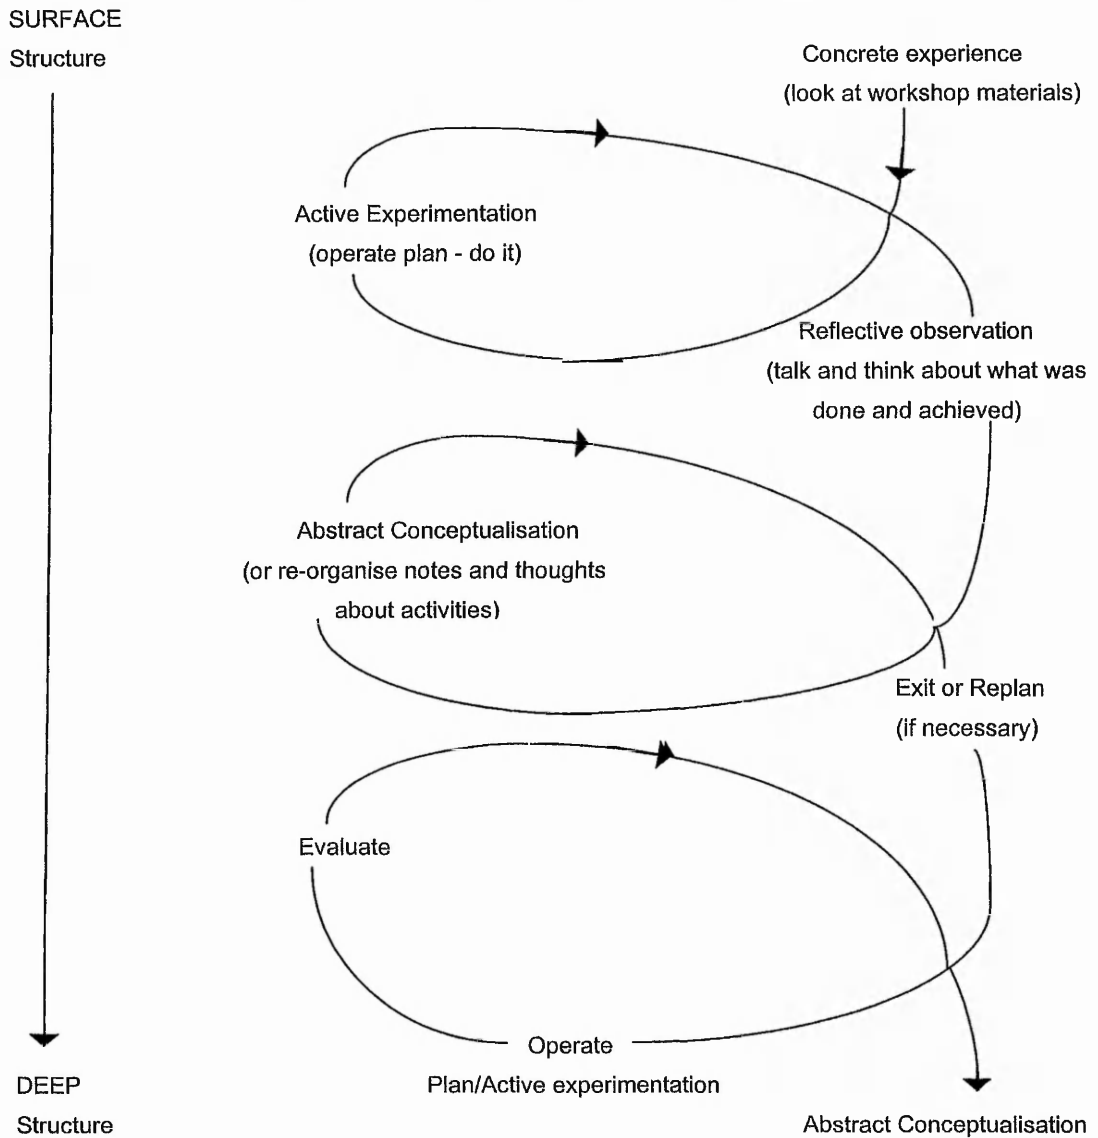 SURFACE
Structure
Concrete experience
(look at workshop materials)
Active Experimentation
(operate plan - do it)
Reflective observation
(talk and think about what was
done and achieved)
Abstract Conceptualisation
(or re-organise notes and thoughts
about activities)
Exit or Replan
(if necessary)
Evaluate
Operate
Plan/Active experimentation
DEEP
Structure
Abstract Conceptualisation